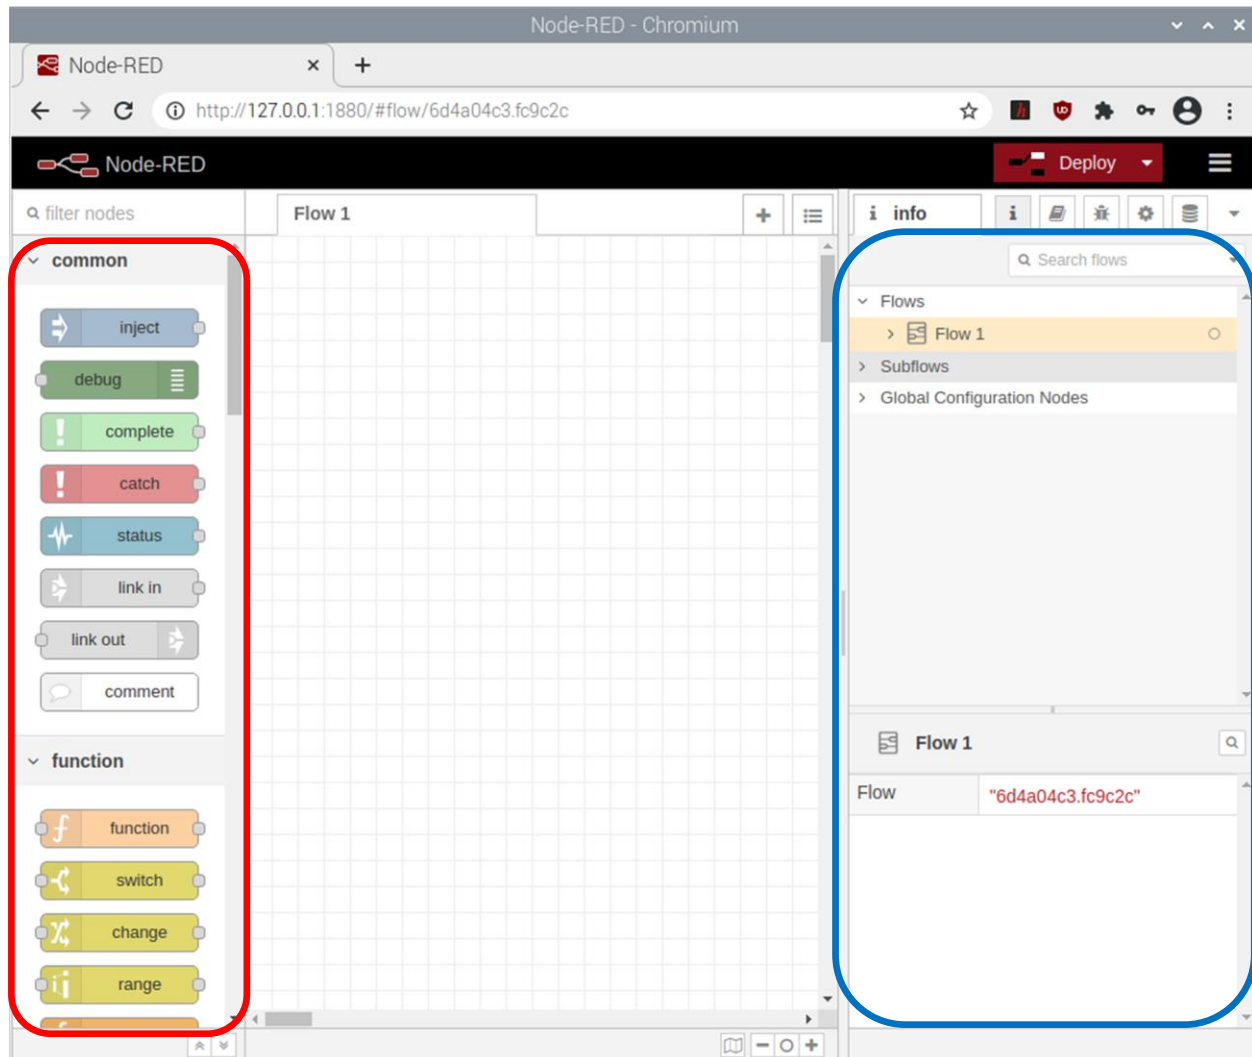 Node-RED - Chromium
Node-RED
http://127.0.0.1:1880/#flow/6d4a04c3.fc9c2c
Node-RED
Deploy
filter nodes
Flow 1
i info
i
common
Search flows
inject
Flows
Flow 1
debug
Subflows
Global Configuration Nodes
complete
catch
status
link in
link out
comment
Flow 1
function
Flow "6d4a04c3.fc9c2c"
function
switch
change
range